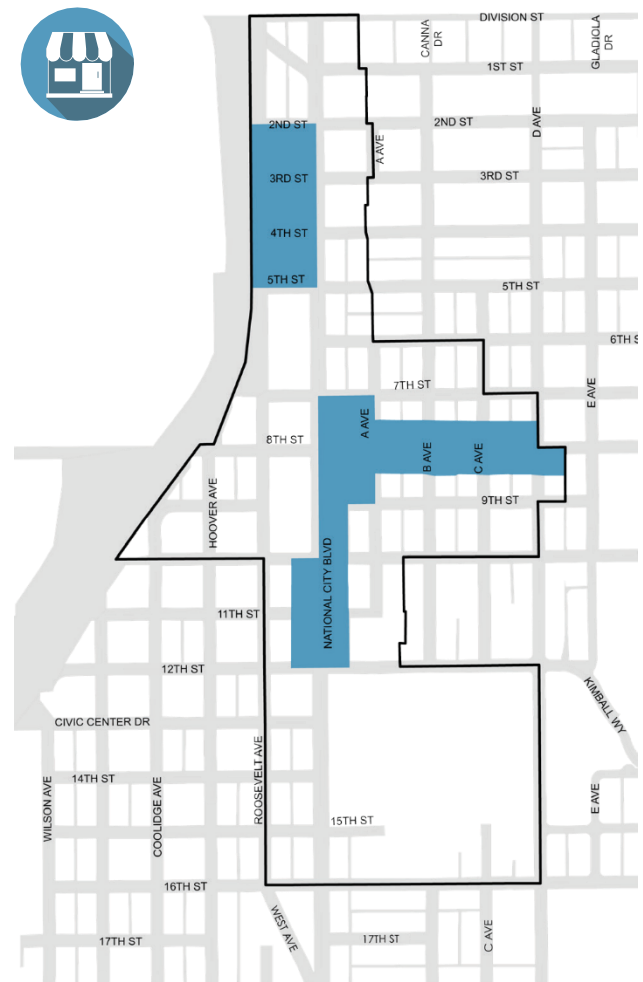 DIVISION ST
CANNA
DR
GLADIOLA
DR
1ST ST
2ND ST
2ND ST
D AVE
A AVE
3RD ST
3RD ST
4TH ST
5TH ST
5TH ST
6TH S
7TH ST
E AVE
A AVE
8TH ST
B AVE
C AVE
HOOVER AVE
9TH ST
NATIONAL CITY BLVD
11TH ST
12TH ST
KIMBALL WY
CIVIC CENTER DR
ROOSEVELT AVE
14TH ST
WILSON AVE
COOLIDGE AVE
E AVE
15TH ST
16TH ST
WEST AVE
C AVE
17TH ST
17TH ST